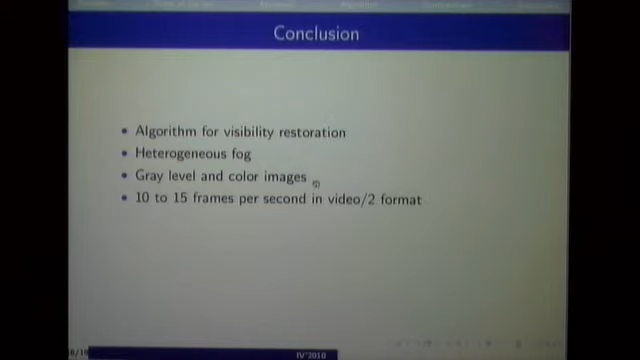 Conclusion
Algorithm for visibility restoration
Heterogeneous fog
Gray level and color images
10 to 15 frames per second in video/2 format
IV'2010